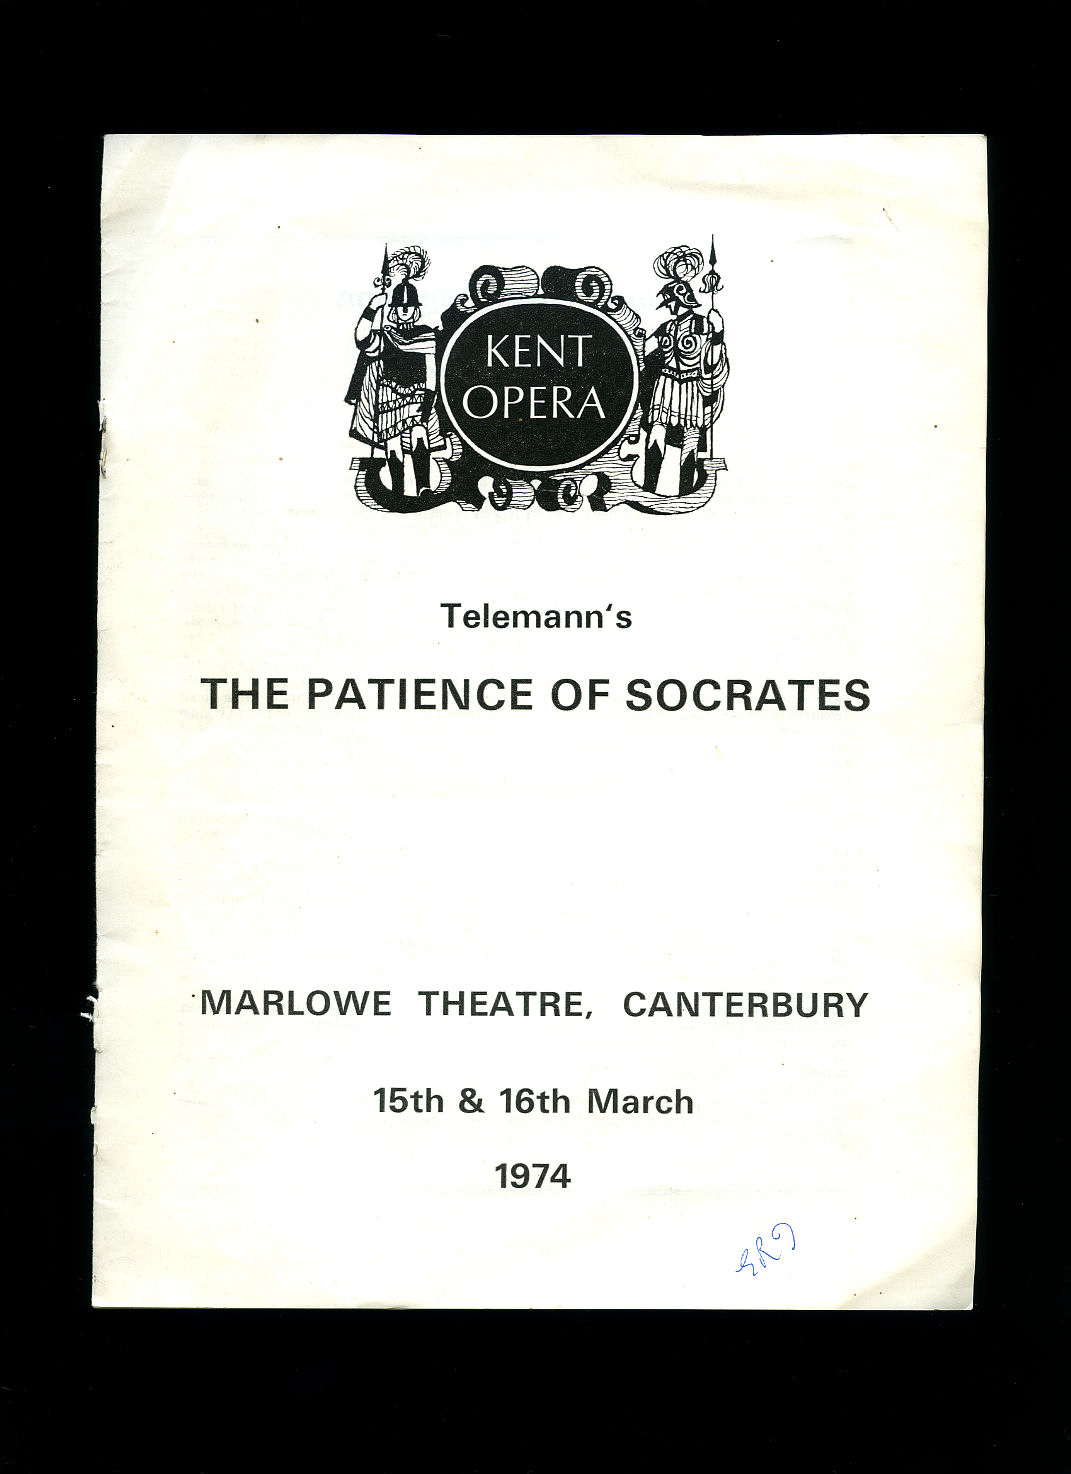 KENT
OPERA
Telemann‘s
THE PATIENCE OF SOCRATES
MARLOWE THEATRE, CANTERBURY
15th & 16th March
1974